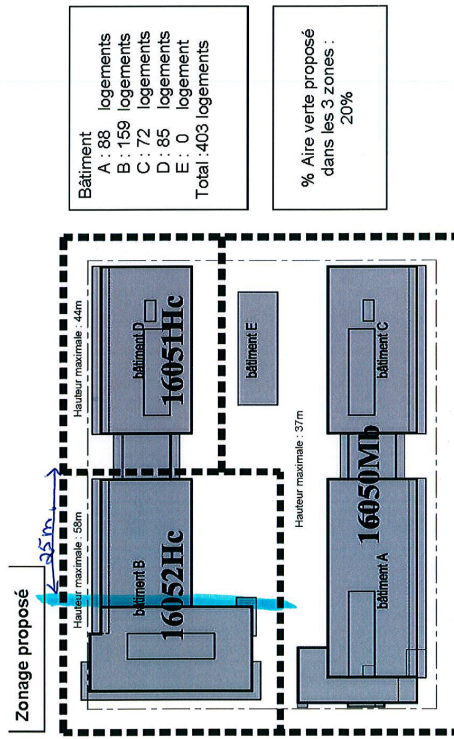 Zonage proposé
25m
Hauteur maximale : 58m
Hauteur maximale : 44m
bâtiment B
16052Hc
bâtiment D
16051Hc
Hauteur maximale : 37m
bâtiment E
bâtiment A
16050Mb
bâtiment C
Bâtiment
A : 88 logements
B : 159 logements
C : 72 logements
D : 85 logements
E : 0 logement
Total :403 logements
% Aire verte proposé
dans les 3 zones :
20%